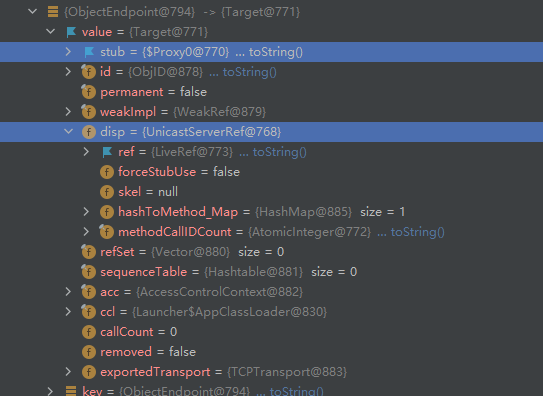 {ObjectEndpoint@794} -> {Target@771}
value = {Target@771}
stub = {$Proxy0@770} ... toString()
id = {ObjID@878} ... toString()
permanent = false
weakImpl = {WeakRef@879}
disp = {UnicastServerRef@768}
ref = {LiveRef@773} ... toString()
forceStubUse = false
skel = null
hashToMethod_Map = {HashMap@885} size = 1
methodCallIDCount = {AtomicInteger@772} ... toString()
refSet = {Vector@880} size = 0
sequenceTable = {Hashtable@881} size = 0
acc = {AccessControlContext@882}
ccl = {Launcher$AppClassLoader@830}
callCount = 0
removed = false
exportedTransport = {TCPTransport@883}
key = {ObjectEndpoint@794} ... toString()